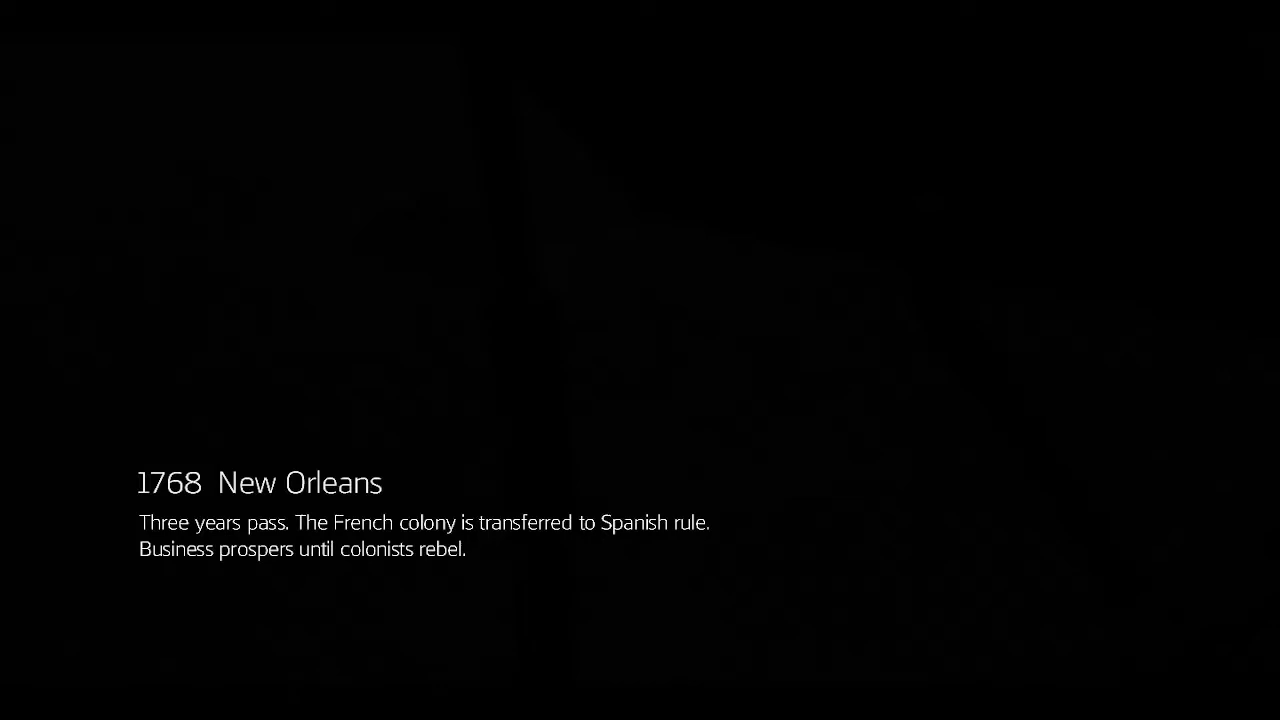 1768 New Orleans
Three years pass. The French colony is transferred to Spanish rule.
Business prospers until colonists rebel.